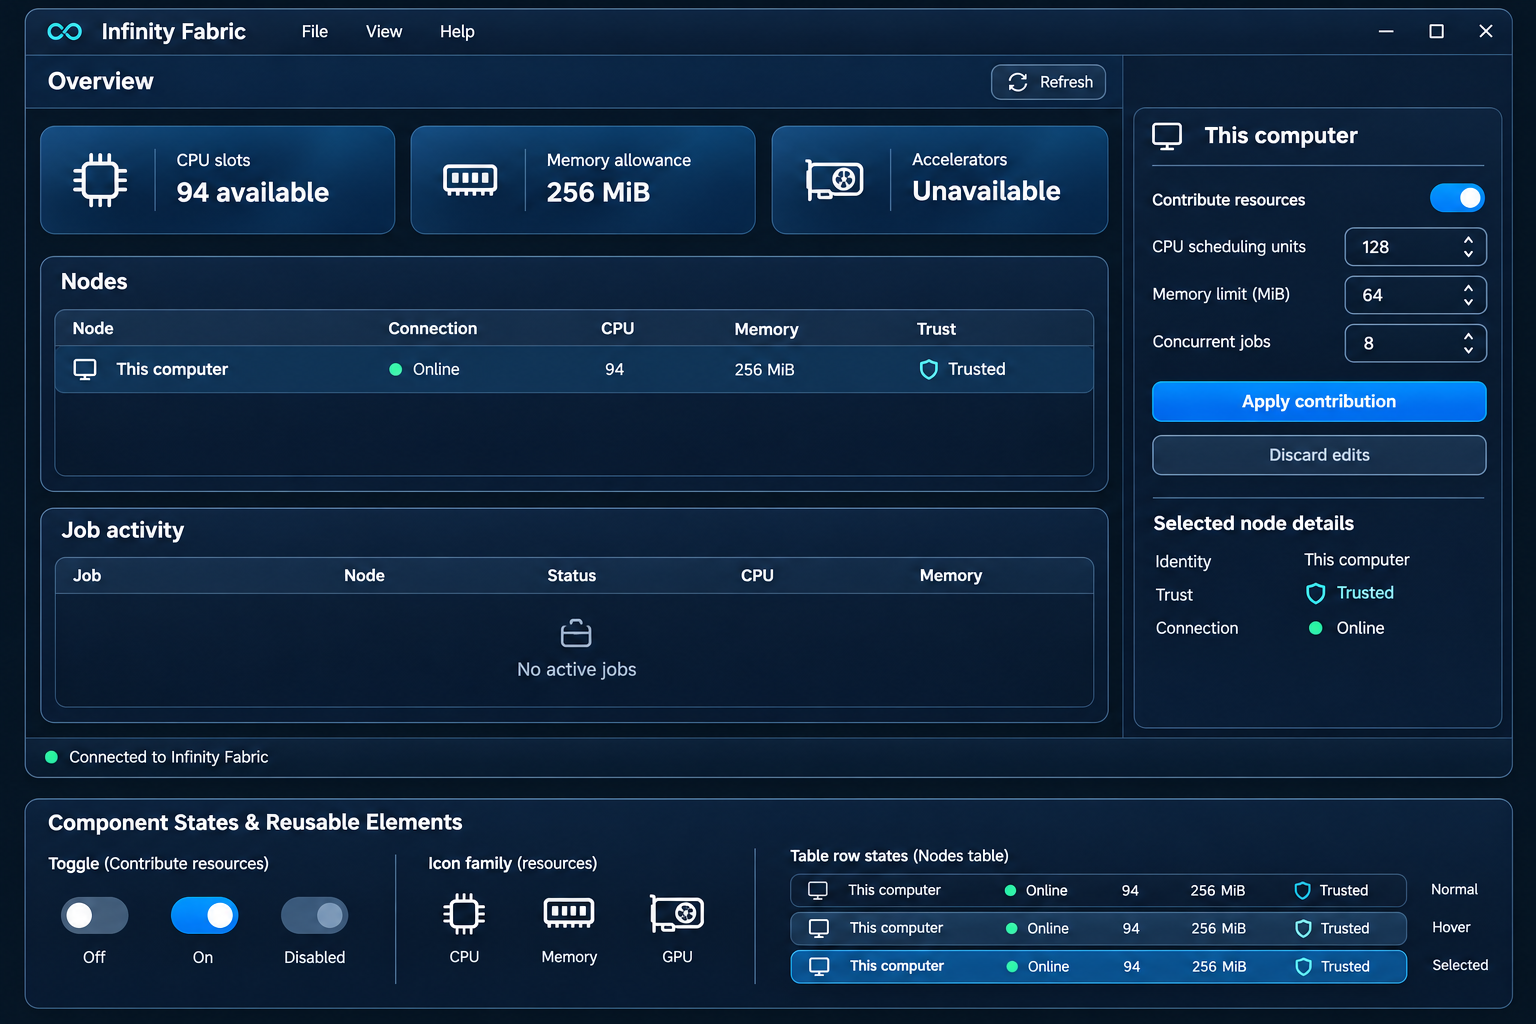 Infinity Fabric File View Help
Overview
Refresh
CPU slots
94 available
Memory allowance
256 MiB
Accelerators
Unavailable
Nodes
Node Connection CPU Memory Trust
This computer Online 94 256 MiB Trusted
Job activity
Job Node Status CPU Memory
No active jobs
This computer
Contribute resources
CPU scheduling units 128
Memory limit (MiB) 64
Concurrent jobs 8
Apply contribution
Discard edits
Selected node details
Identity This computer
Trust Trusted
Connection Online
Connected to Infinity Fabric
Component States & Reusable Elements
Toggle (Contribute resources)
Off On Disabled
Icon family (resources)
CPU Memory GPU
Table row states (Nodes table)
This computer Online 94 256 MiB Trusted Normal
This computer Online 94 256 MiB Trusted Hover
This computer Online 94 256 MiB Trusted Selected